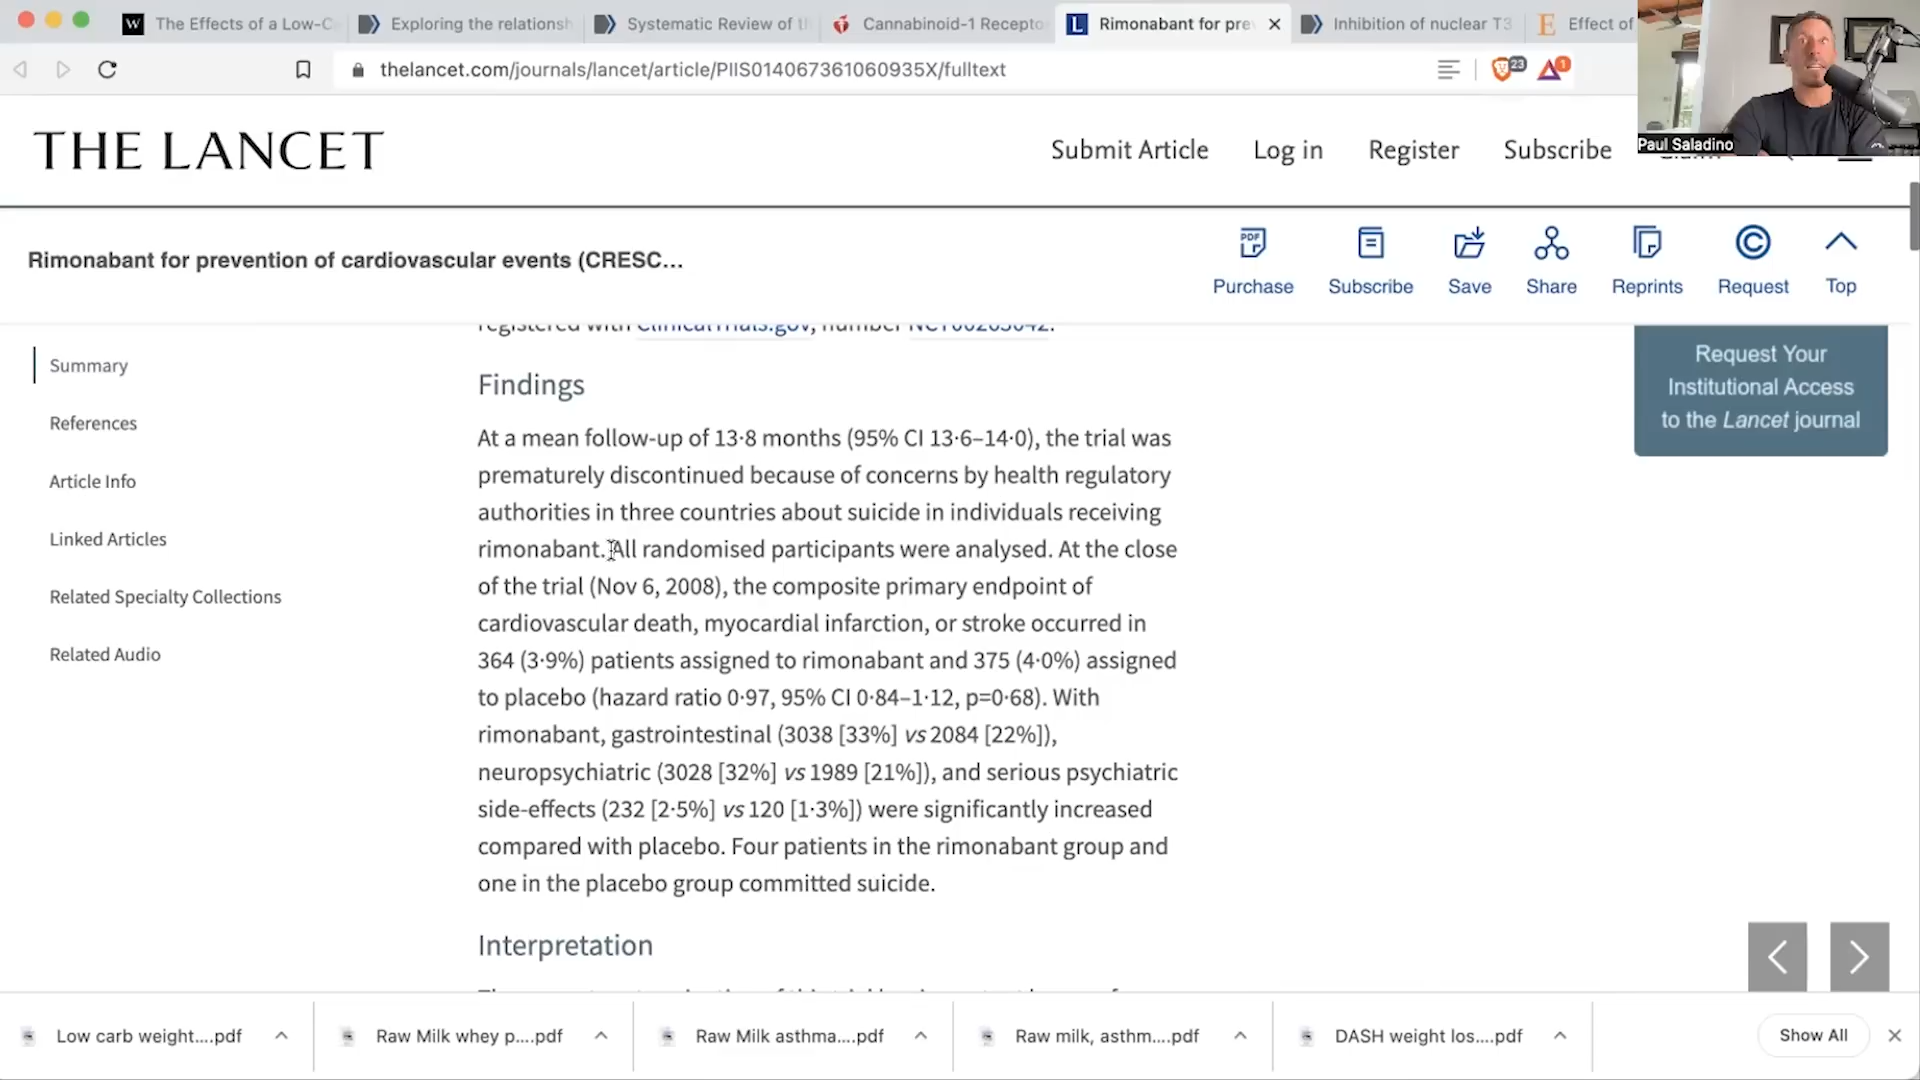 The Effects of a Low-C
Exploring the relationsh
Systematic Review of t
Cannabinoid-1 Recepto
Rimonabant for pre
Inhibition of nuclear T3
Effect of
thelancet.com/journals/lancet/article/PIIS014067361060935X/fulltext
23
1
Paul Saladino
THE LANCET
Submit Article
Log in
Register
Subscribe
Claim
Rimonabant for prevention of cardiovascular events (CRESC...
PDF
Purchase
Subscribe
Save
Share
Reprints
Request
Top
registered with ClinicalTrials.gov, number NCT00263042.
Summary
References
Article Info
Linked Articles
Related Specialty Collections
Related Audio
Findings
At a mean follow-up of 13·8 months (95% CI 13·6–14·0), the trial was
prematurely discontinued because of concerns by health regulatory
authorities in three countries about suicide in individuals receiving
rimonabant. All randomised participants were analysed. At the close
of the trial (Nov 6, 2008), the composite primary endpoint of
cardiovascular death, myocardial infarction, or stroke occurred in
364 (3·9%) patients assigned to rimonabant and 375 (4·0%) assigned
to placebo (hazard ratio 0·97, 95% CI 0·84–1·12, p=0·68). With
rimonabant, gastrointestinal (3038 [33%] vs 2084 [22%]),
neuropsychiatric (3028 [32%] vs 1989 [21%]), and serious psychiatric
side-effects (232 [2·5%] vs 120 [1·3%]) were significantly increased
compared with placebo. Four patients in the rimonabant group and
one in the placebo group committed suicide.
Interpretation
Request Your
Institutional Access
to the Lancet journal
Low carb weight....pdf
Raw Milk whey p....pdf
Raw Milk asthma....pdf
Raw milk, asthm....pdf
DASH weight los....pdf
Show All